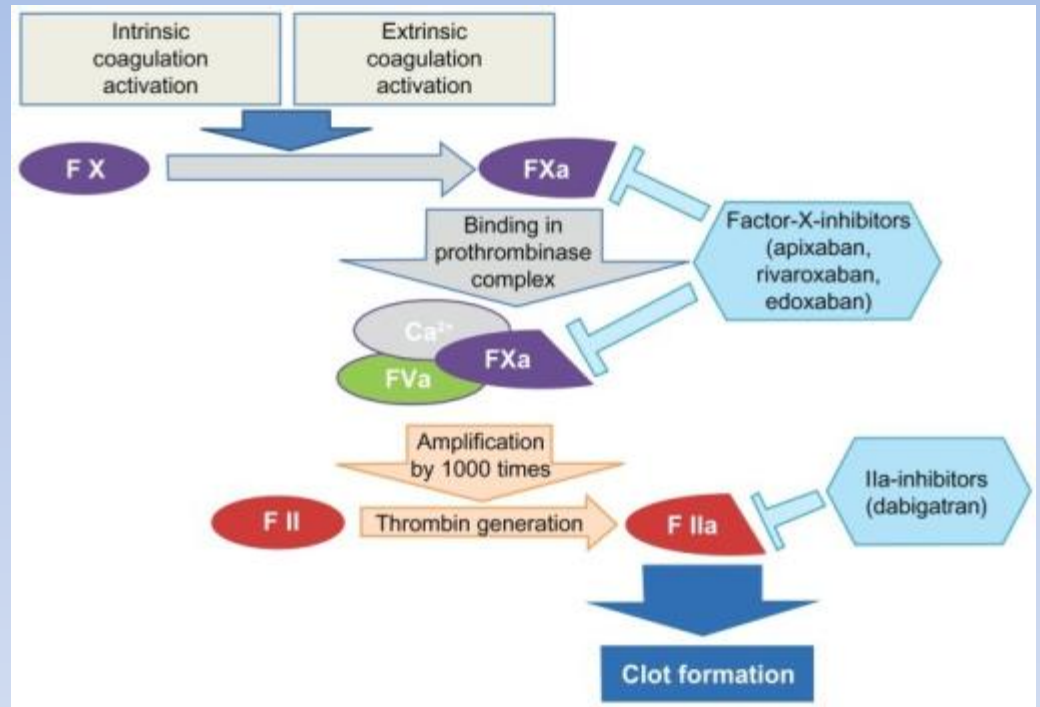 Intrinsic
coagulation
activation
Extrinsic
coagulation
activation
F X
FXa
Binding in
prothrombinase
complex
Factor-X-inhibitors
(apixaban,
rivaroxaban,
edoxaban)
Ca²⁺
FXa
FVa
Amplification
by 1000 times
IIa-inhibitors
(dabigatran)
F II
Thrombin generation
F IIa
Clot formation